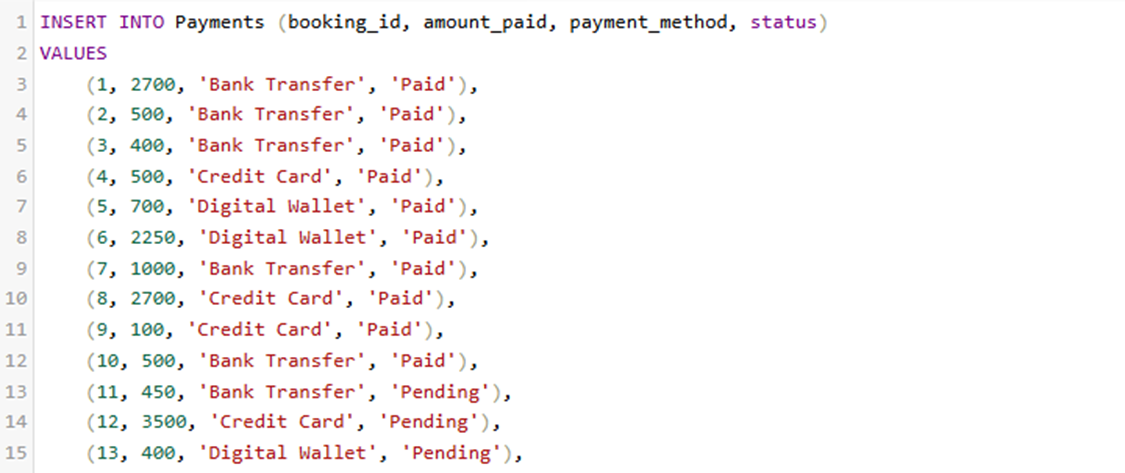 1 INSERT INTO Payments (booking_id, amount_paid, payment_method, status)
2 VALUES
3 (1, 2700, 'Bank Transfer', 'Paid'),
4 (2, 500, 'Bank Transfer', 'Paid'),
5 (3, 400, 'Bank Transfer', 'Paid'),
6 (4, 500, 'Credit Card', 'Paid'),
7 (5, 700, 'Digital Wallet', 'Paid'),
8 (6, 2250, 'Digital Wallet', 'Paid'),
9 (7, 1000, 'Bank Transfer', 'Paid'),
10 (8, 2700, 'Credit Card', 'Paid'),
11 (9, 100, 'Credit Card', 'Paid'),
12 (10, 500, 'Bank Transfer', 'Paid'),
13 (11, 450, 'Bank Transfer', 'Pending'),
14 (12, 3500, 'Credit Card', 'Pending'),
15 (13, 400, 'Digital Wallet', 'Pending'),